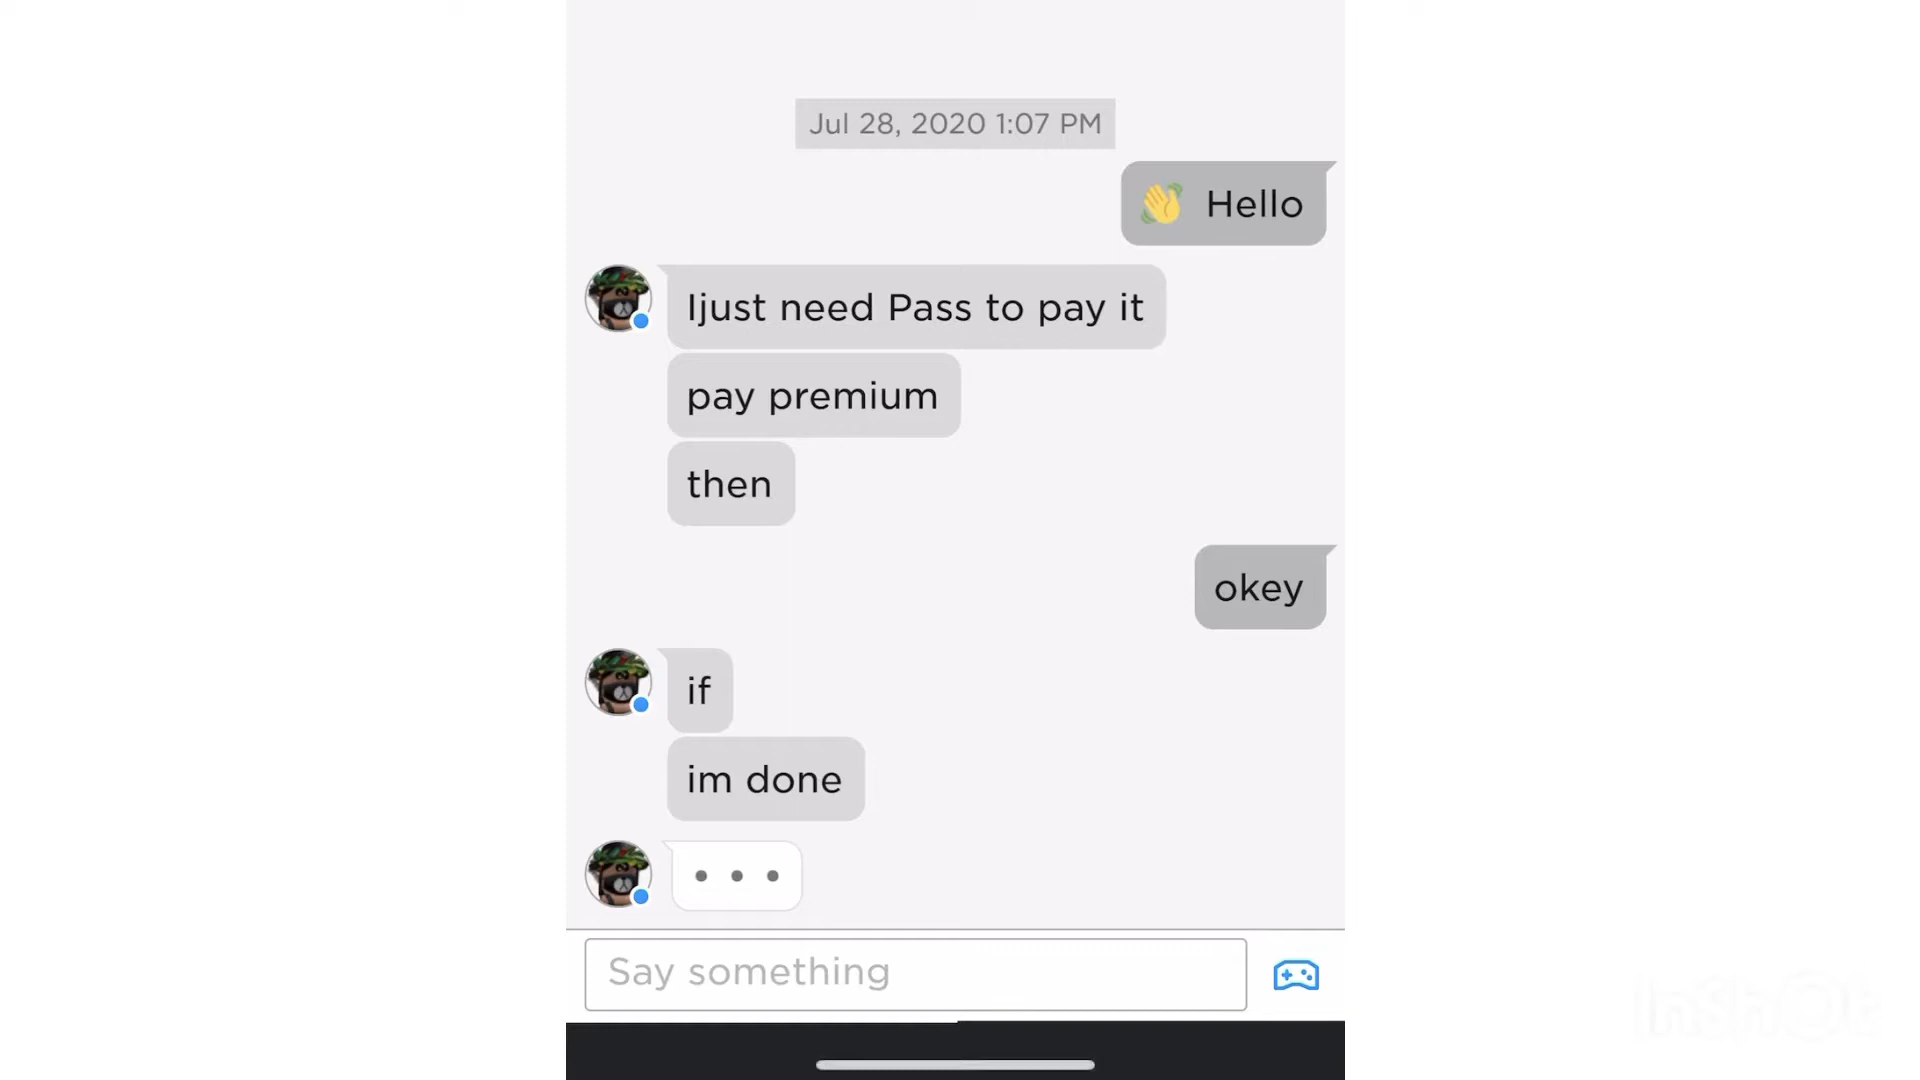 Jul 28, 2020 1:07 PM
👋 Hello
Ijust need Pass to pay it
pay premium
then
okey
if
im done
Say something
InShOt